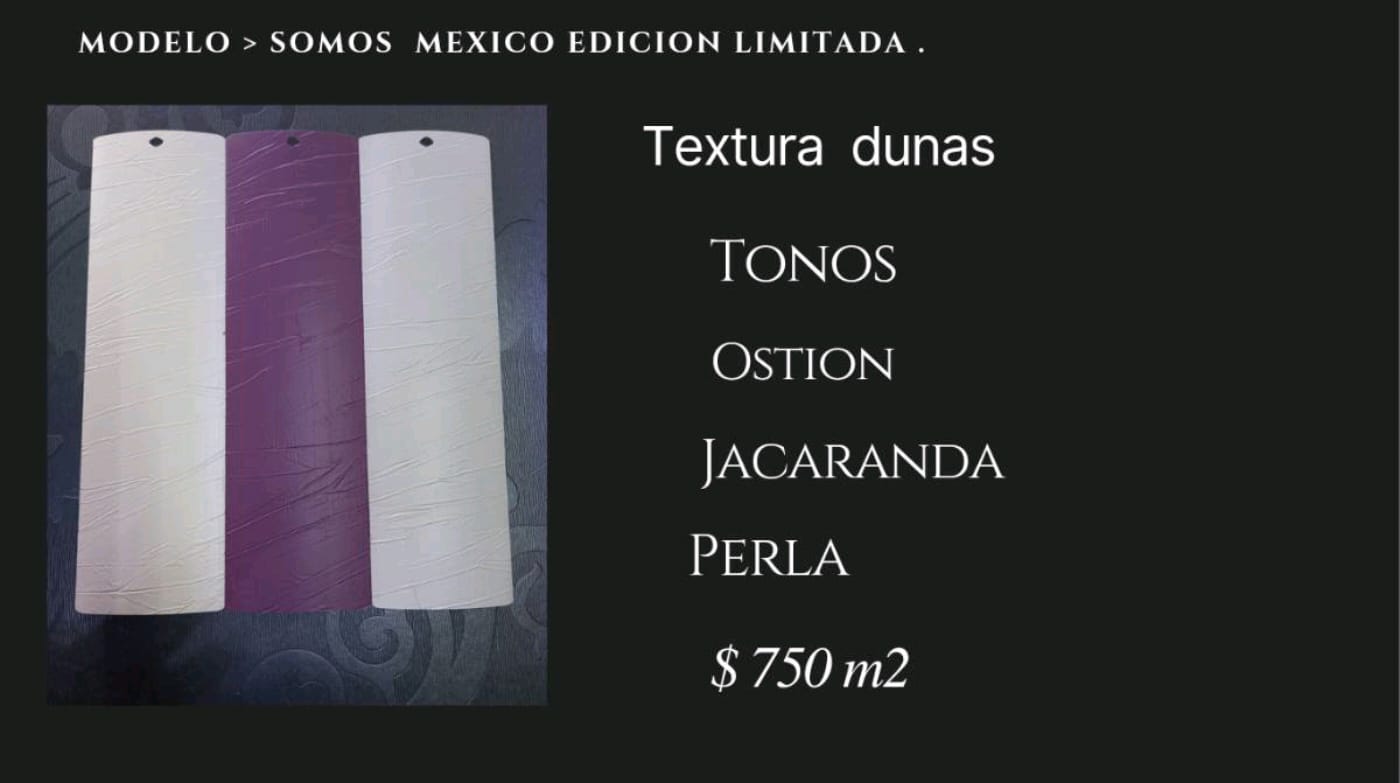 MODELO > SOMOS MEXICO EDICION LIMITADA .
Textura dunas
TONOS
OSTION
JACARANDA
PERLA
$ 750 m2